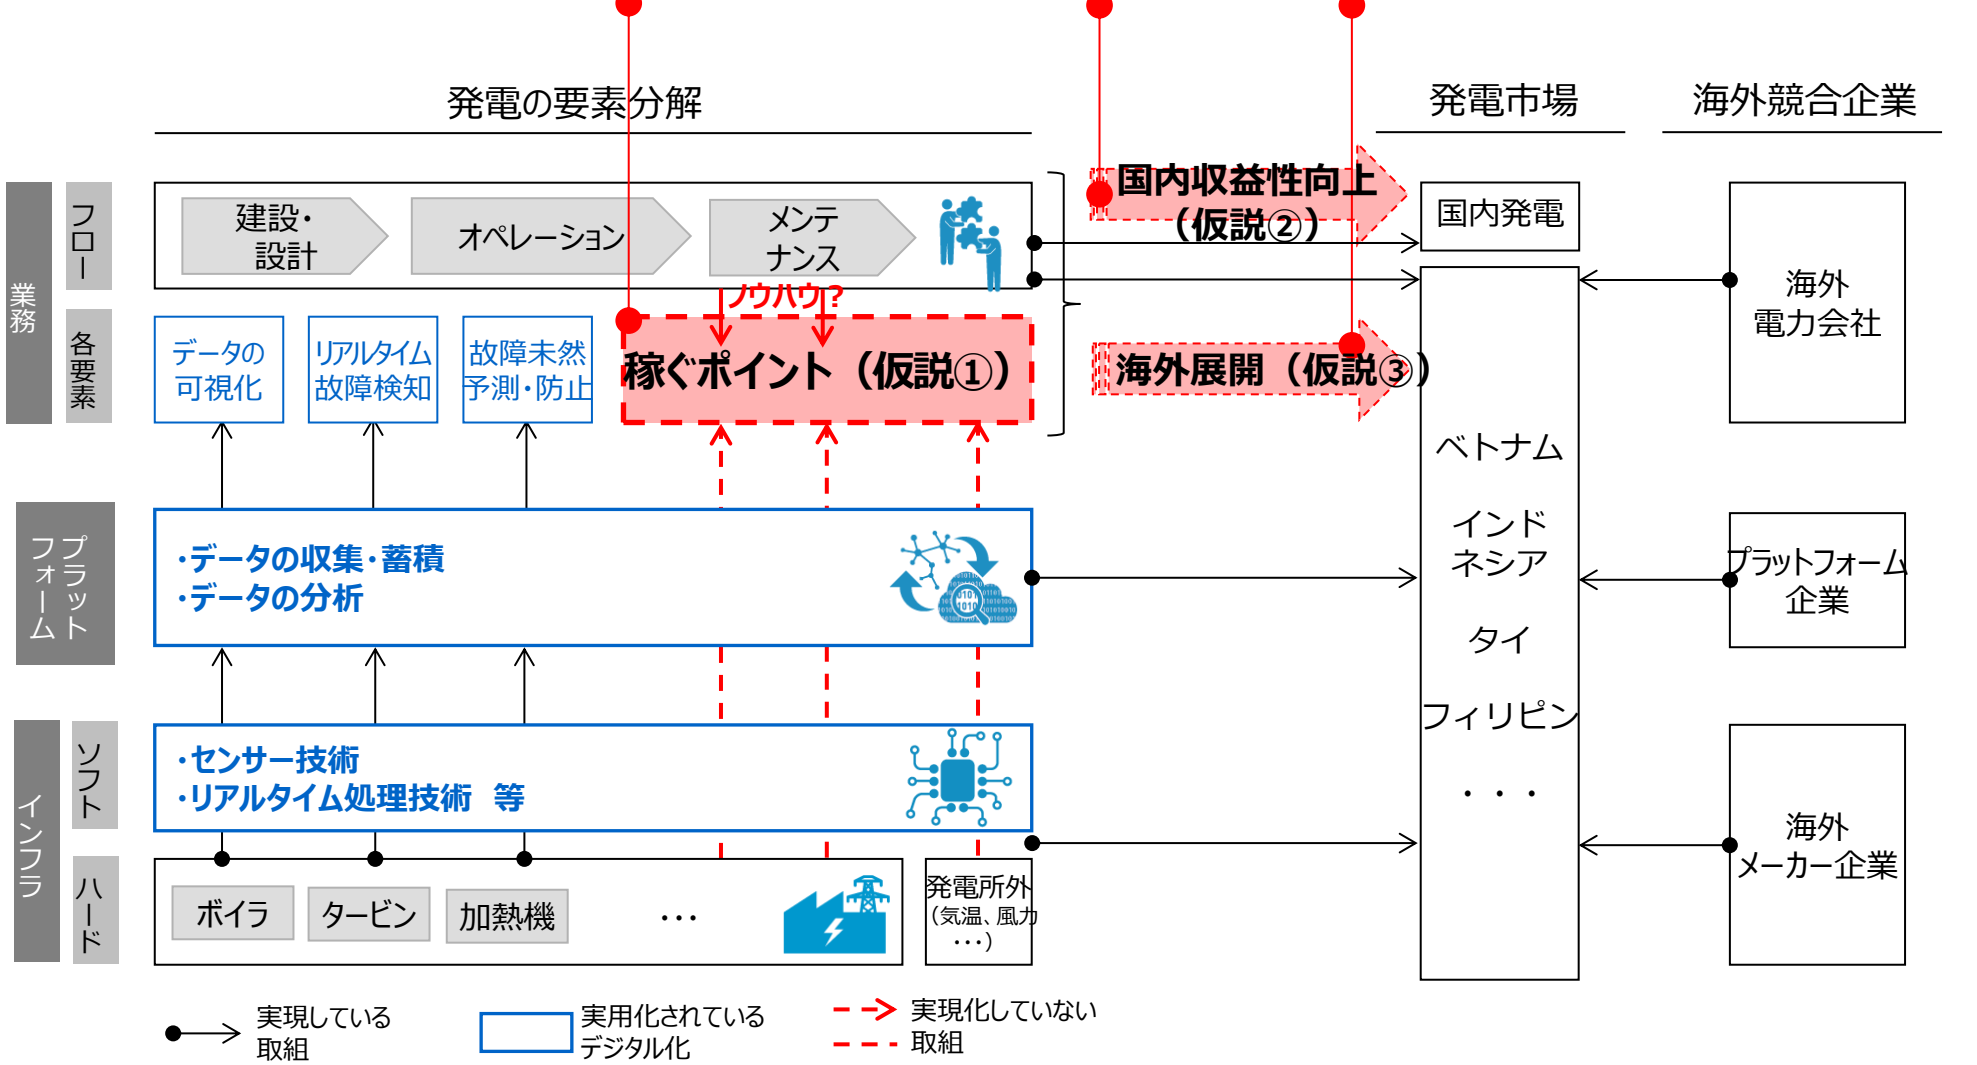 発電の要素分解
発電市場
海外競合企業
業務
フロー
建設・
設計
オペレーション
メンテ
ナンス
国内収益性向上
（仮説②）
国内発電
海外
電力会社
ノウハウ？
各要素
データの
可視化
リアルタイム
故障検知
故障未然
予測・防止
稼ぐポイント（仮説①）
海外展開（仮説③）
ベトナム
インド
ネシア
タイ
フィリピン
・・・
プラット
フォーム
・データの収集・蓄積
・データの分析
プラットフォーム
企業
インフラ
ソフト
・センサー技術
・リアルタイム処理技術　等
海外
メーカー企業
ハード
ボイラ
タービン
加熱機
…
発電所外
（気温、風力
・・・）
実現している
取組
実用化されている
デジタル化
実現化していない
取組